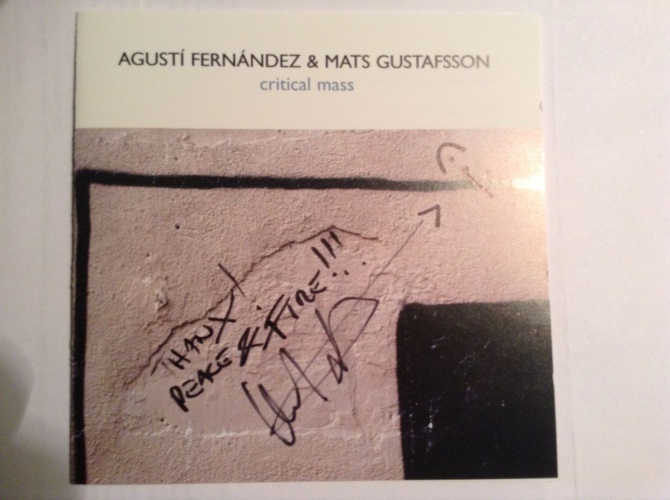 AGUSTÍ FERNÁNDEZ & MATS GUSTAFSSON
critical mass
THANX!
PEACE & FIRE!!!